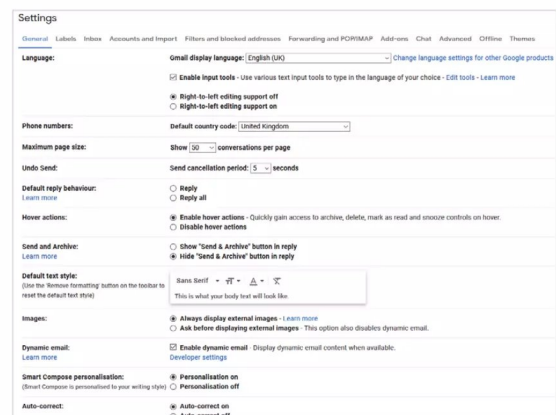 Settings
General Labels Inbox Accounts and Import Filters and blocked addresses Forwarding and POP/IMAP Add-ons Chat Advanced Offline Themes
Language: Gmail display language: English (UK) Change language settings for other Google products
Enable input tools - Use various text input tools to type in the language of your choice - Edit tools - Learn more
Right-to-left editing support off
Right-to-left editing support on
Phone numbers: Default country code: United Kingdom
Maximum page size: Show 50 conversations per page
Undo Send: Send cancellation period: 5 seconds
Default reply behaviour: Reply
Learn more Reply all
Hover actions: Enable hover actions - Quickly gain access to archive, delete, mark as read and snooze controls on hover.
Disable hover actions
Send and Archive: Show "Send & Archive" button in reply
Learn more Hide "Send & Archive" button in reply
Default text style: Sans Serif
(Use the 'Remove formatting' button on the toolbar to reset the default text style) This is what your body text will look like.
Images: Always display external images - Learn more
Ask before displaying external images - This option also disables dynamic email.
Dynamic email: Enable dynamic email - Display dynamic email content when available.
Learn more Developer settings
Smart Compose personalisation: Personalisation on
(Smart Compose is personalised to your writing style) Personalisation off
Auto-correct: Auto-correct on
Auto-correct off